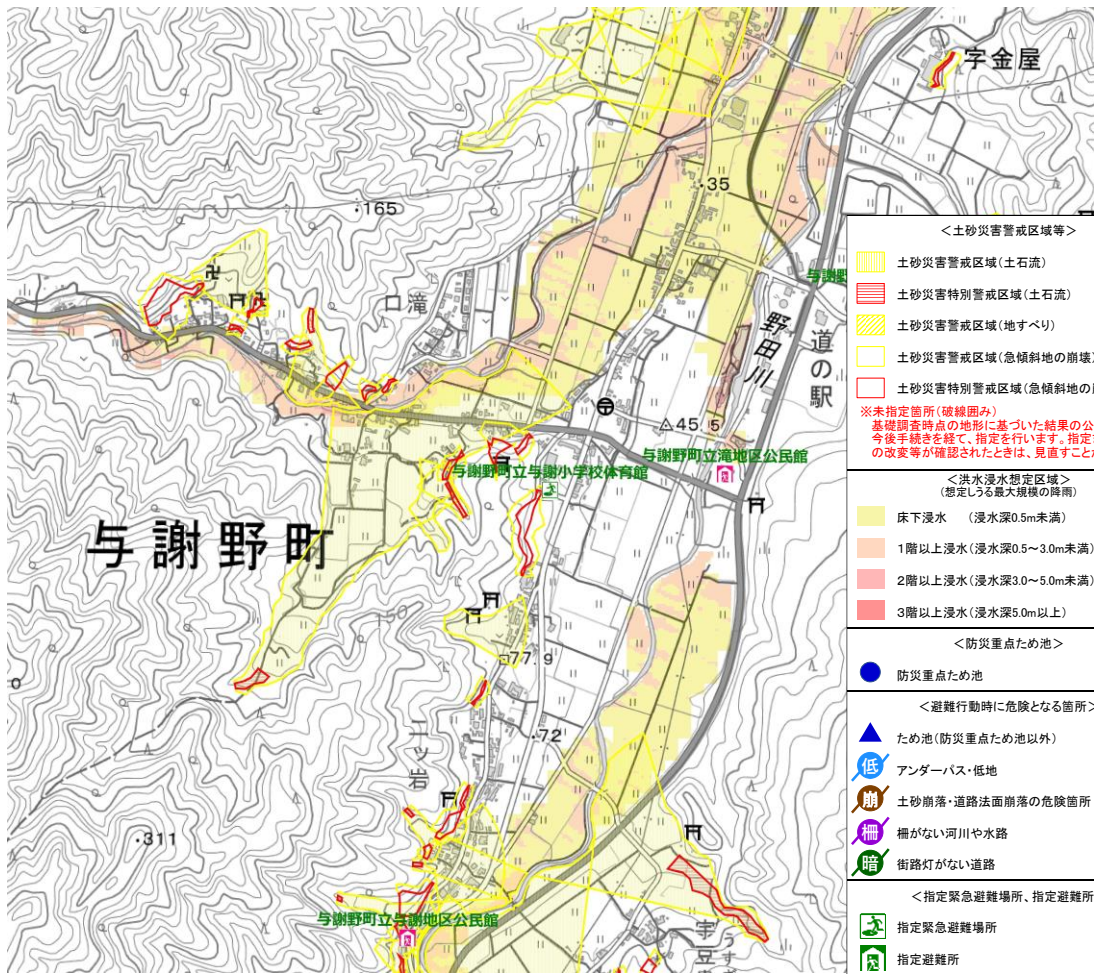 字金屋
35
165
口滝
与謝野
野田川
道の駅
45.5
与謝野町立滝地区公民館
与謝野町立与謝小学校体育館
与謝野町
150
77.9
72
二ッ岩
311
与謝野町立与謝地区公民館
<土砂災害警戒区域等>
土砂災害警戒区域(土石流)
土砂災害特別警戒区域(土石流)
土砂災害警戒区域(地すべり)
土砂災害警戒区域(急傾斜地の崩壊)
土砂災害特別警戒区域(急傾斜地の
※未指定箇所(破線囲み)
基礎調査時点の地形に基づいた結果の公
今後手続きを経て、指定を行います。指定
の改変等が確認されたときは、見直すことが
<洪水浸水想定区域>
(想定しうる最大規模の降雨)
床下浸水 (浸水深0.5m未満)
1階以上浸水(浸水深0.5~3.0m未満)
2階以上浸水(浸水深3.0~5.0m未満)
3階以上浸水(浸水深5.0m以上)
<防災重点ため池>
防災重点ため池
<避難行動時に危険となる箇所>
ため池(防災重点ため池以外)
低 アンダーパス・低地
崩 土砂崩落・道路法面崩落の危険箇所
柵 柵がない河川や水路
暗 街路灯がない道路
<指定緊急避難場所、指定避難所
指定緊急避難場所
指定避難所